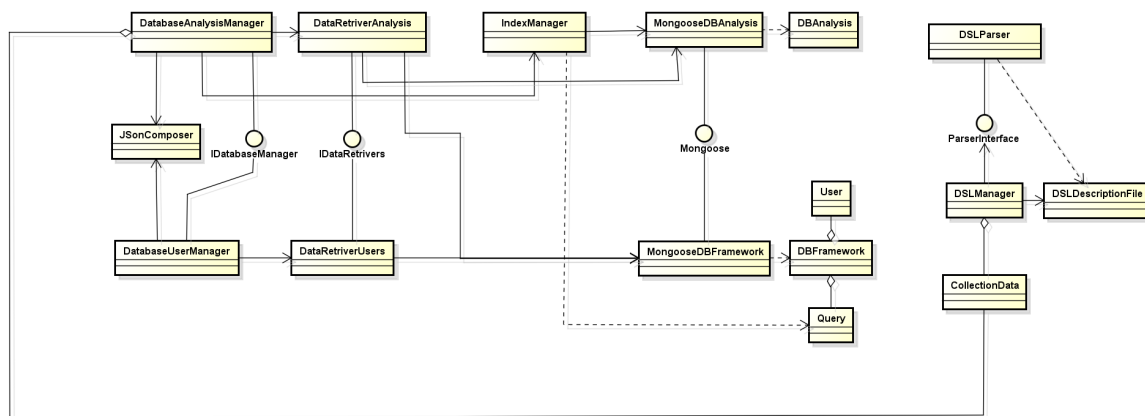 DatabaseAnalysisManager
DataRetriverAnalysis
IndexManager
MongooseDBAnalysis
DBAnalysis
DSLParser
JSonComposer
IDatabaseManager
IDataRetrivers
Mongoose
ParserInterface
User
DSLManager
DSLDescriptionFile
DatabaseUserManager
DataRetriverUsers
MongooseDBFramework
DBFramework
CollectionData
Query